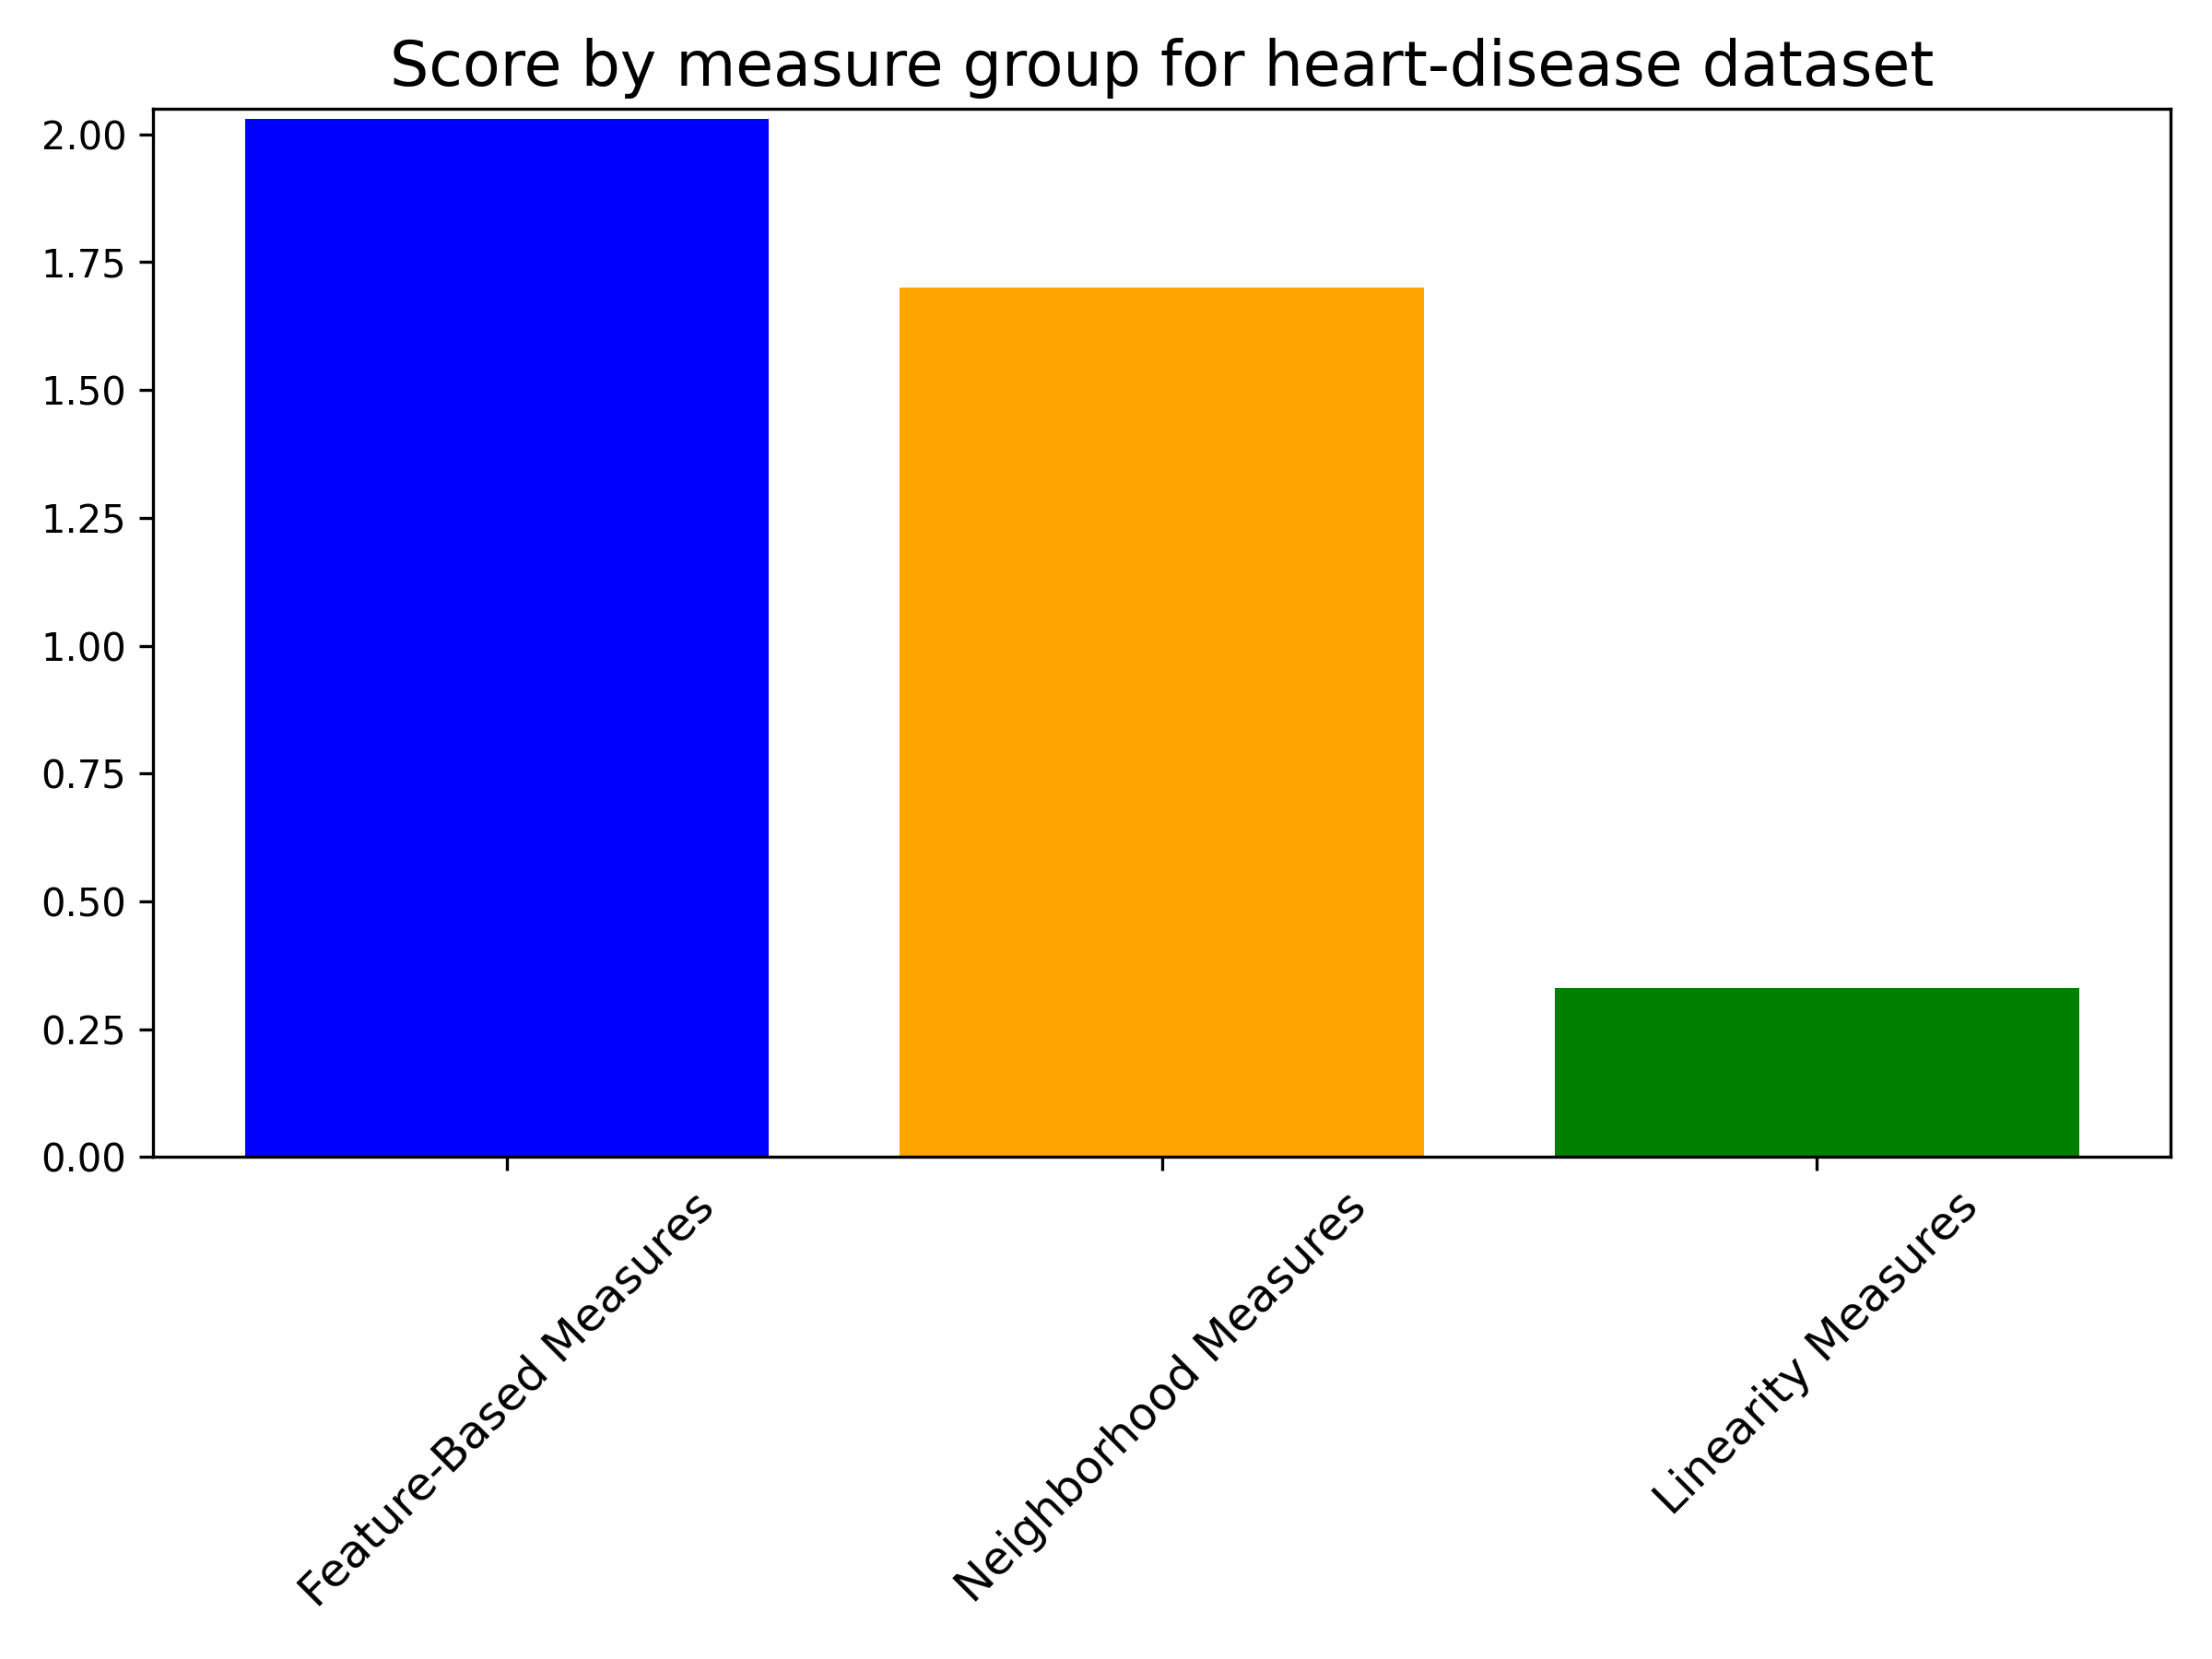 Score by measure group for heart-disease dataset
2.00
1.75
1.50
1.25
1.00
0.75
0.50
0.25
0.00
Feature-Based Measures
Neighborhood Measures
Linearity Measures